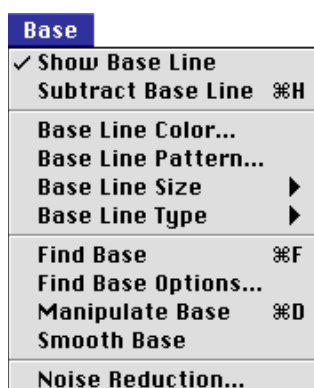 Base
✓ Show Base Line
Subtract Base Line ⌘H
Base Line Color...
Base Line Pattern...
Base Line Size ▶
Base Line Type ▶
Find Base ⌘F
Find Base Options...
Manipulate Base ⌘D
Smooth Base
Noise Reduction...